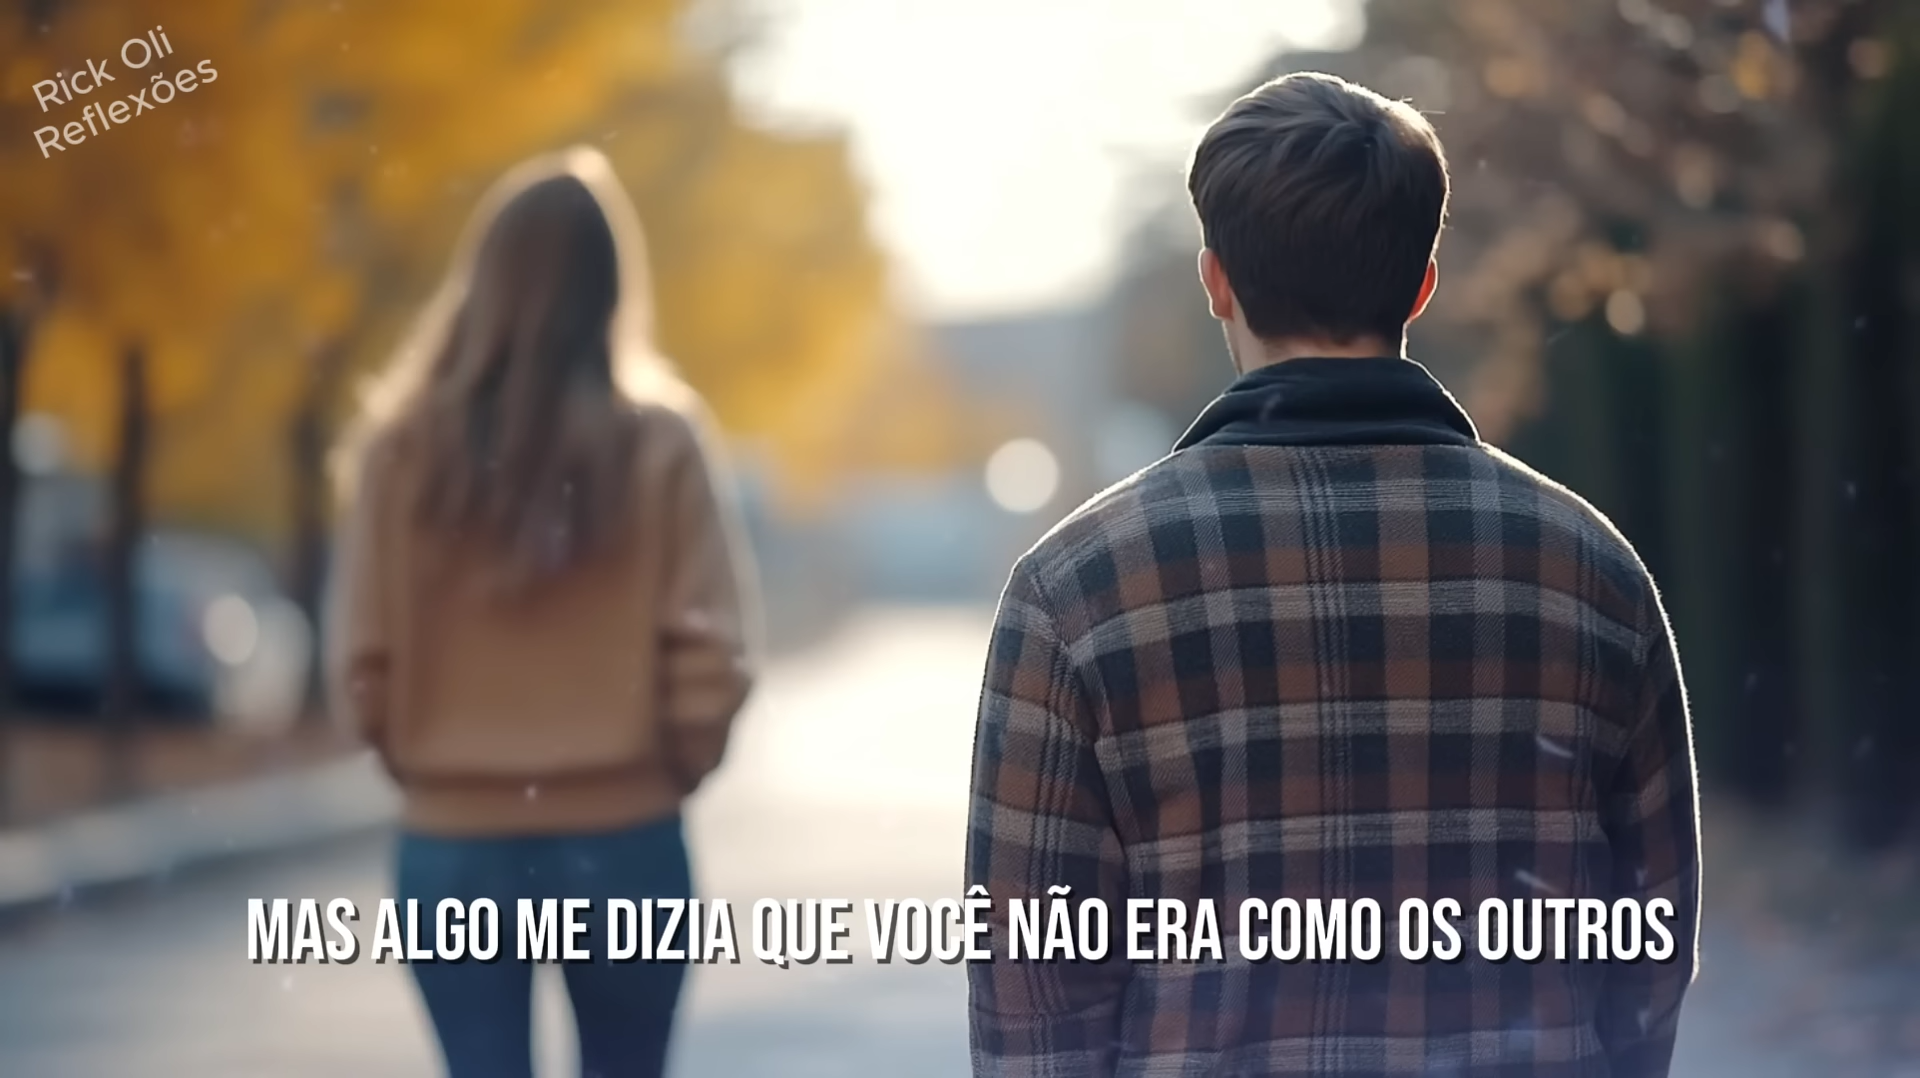 Rick Oli
Reflexões
MAS ALGO ME DIZIA QUE VOCÊ NÃO ERA COMO OS OUTROS